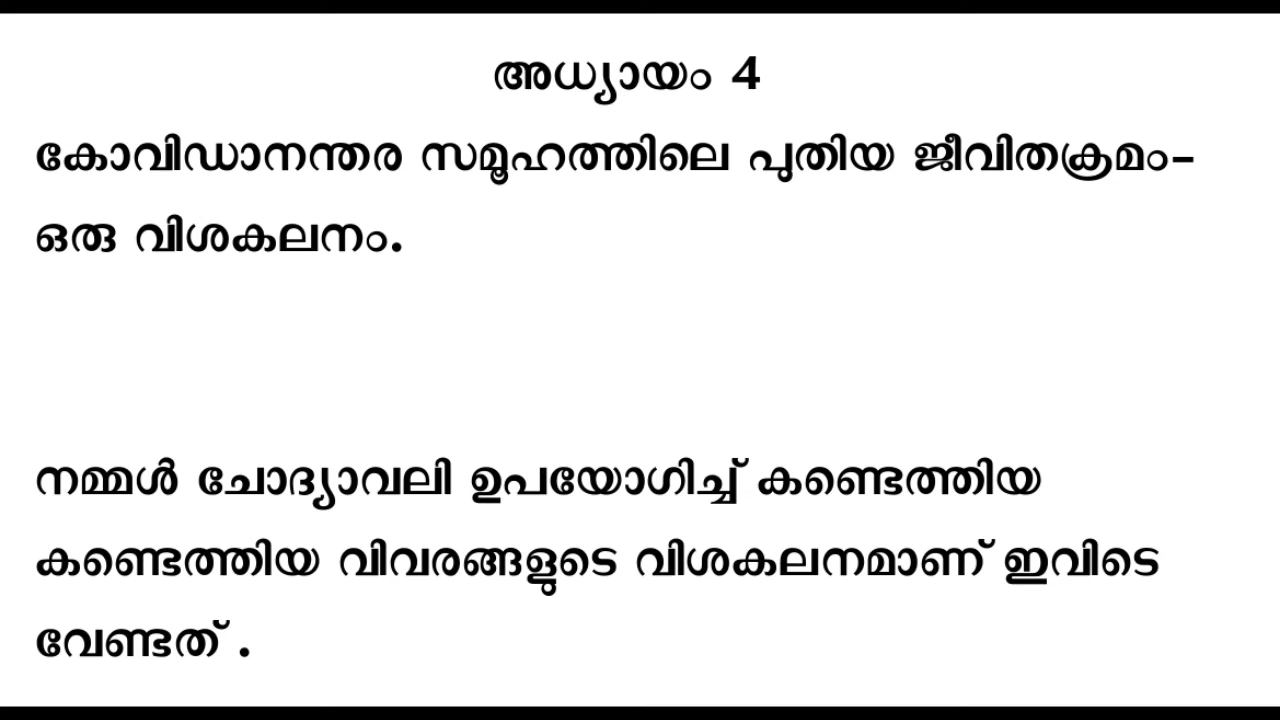 അധ്യായം 4
കോവിഡാനന്തര സമൂഹത്തിലെ പുതിയ ജീവിതക്രമം-
ഒരു വിശകലനം.
നമ്മൾ ചോദ്യാവലി ഉപയോഗിച്ച് കണ്ടെത്തിയ
കണ്ടെത്തിയ വിവരങ്ങളുടെ വിശകലനമാണ് ഇവിടെ
വേണ്ടത് .